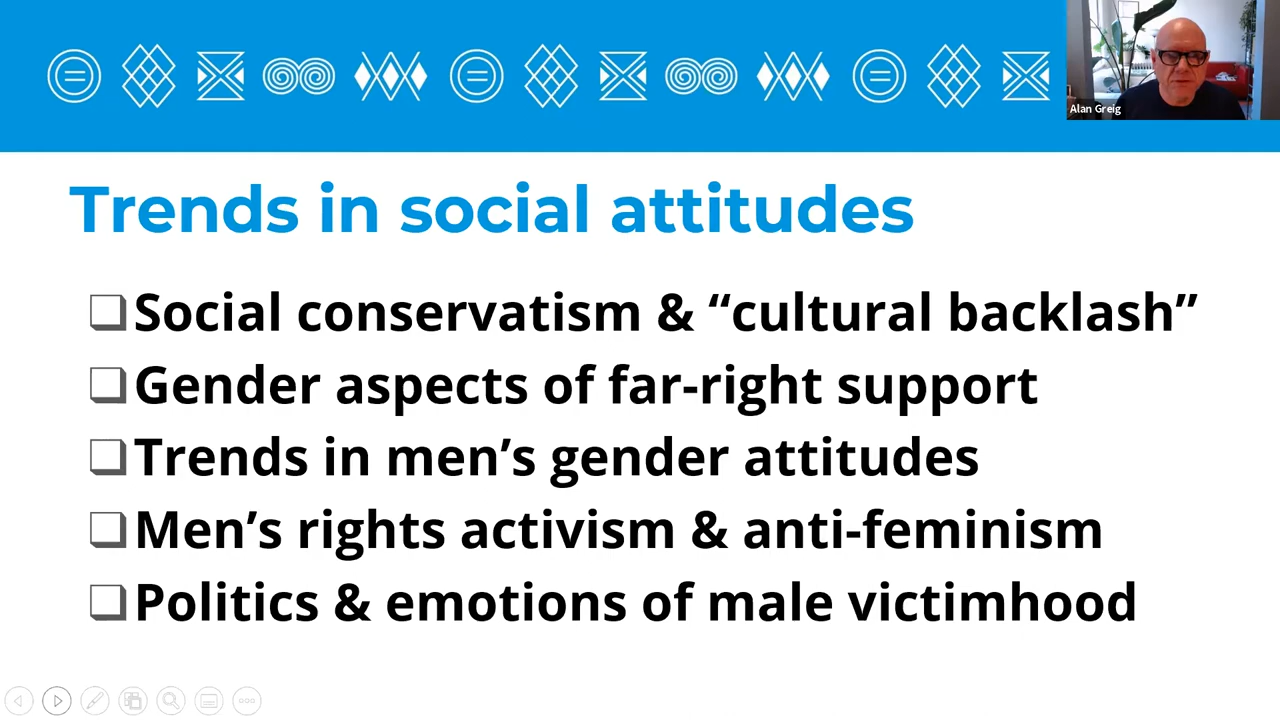 Alan Greig
Trends in social attitudes
Social conservatism & “cultural backlash”
Gender aspects of far-right support
Trends in men’s gender attitudes
Men’s rights activism & anti-feminism
Politics & emotions of male victimhood